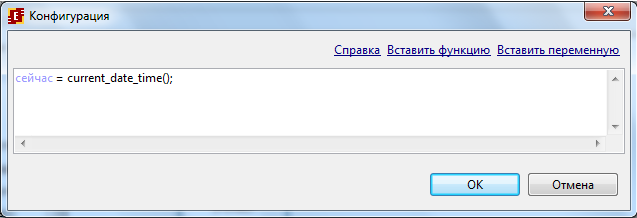 Конфигурация
Справка Вставить функцию Вставить переменную
сейчас = current_date_time();
OK Отмена